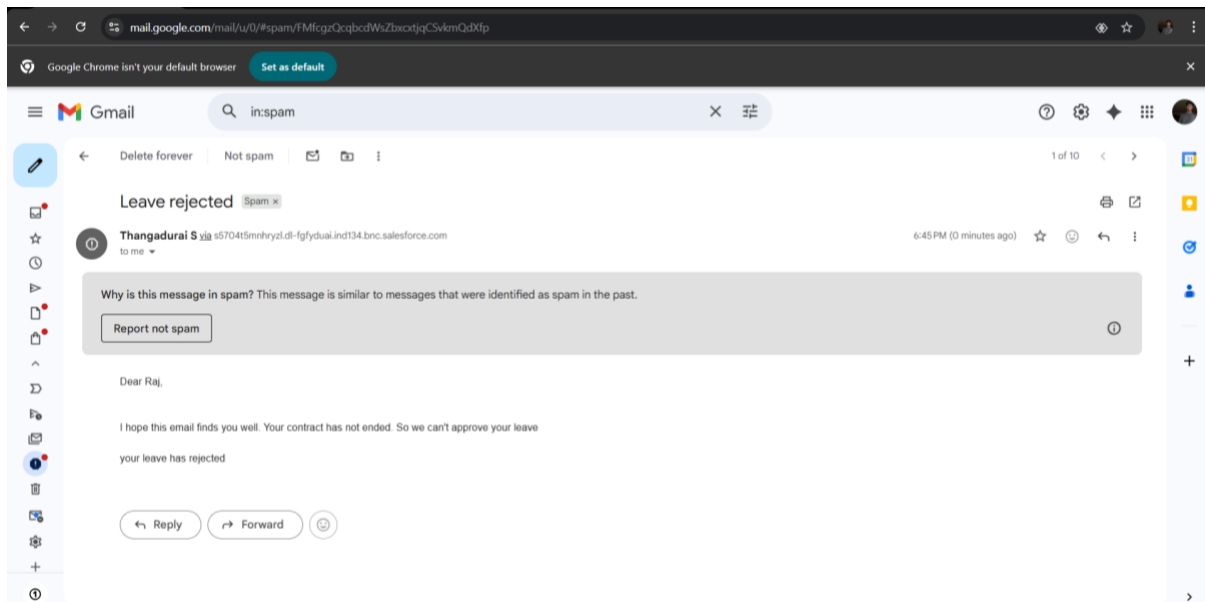 mail.google.com/mail/u/0/#spam/FMfcgzQcqbcdWsZbxcxtjqCSvkmQdXfp
Google Chrome isn't your default browser Set as default
Gmail in:spam
Delete forever Not spam 1 of 10
Leave rejected Spam ×
Thangadurai S via s5704t5mnhryzl.dl-fgfyduai.ind134.bnc.salesforce.com 6:45 PM (0 minutes ago)
to me
Why is this message in spam? This message is similar to messages that were identified as spam in the past.
Report not spam
Dear Raj,
I hope this email finds you well. Your contract has not ended. So we can't approve your leave
your leave has rejected
Reply Forward